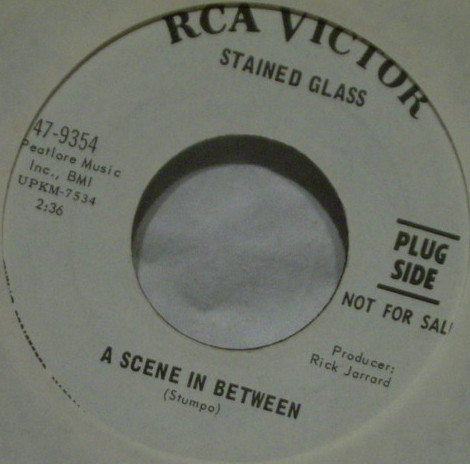 RCA VICTOR
STAINED GLASS
47-9354
Peatlore Music
Inc., BMI
UPKM-7534
2:36
PLUG
SIDE
NOT FOR SAL
Producer:
Rick Jarrard
A SCENE IN BETWEEN
(Stumpo)